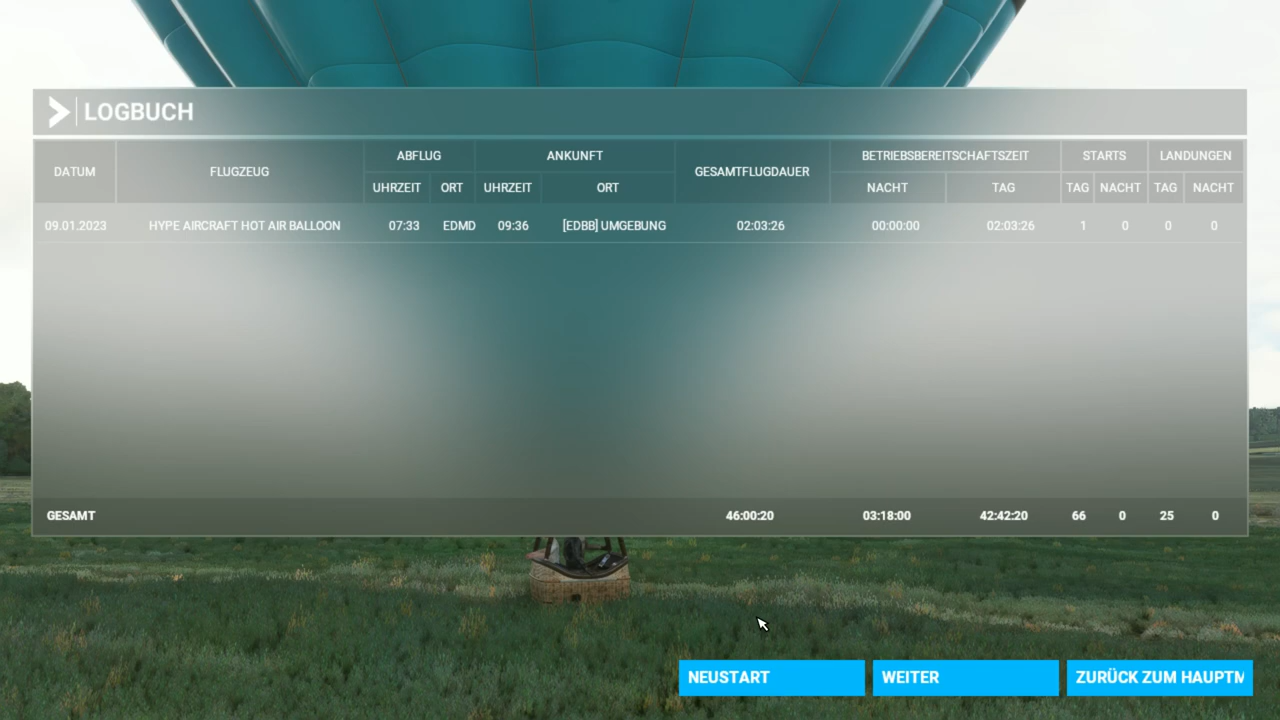 LOGBUCH
ABFLUG ANKUNFT BETRIEBSBEREITSCHAFTSZEIT STARTS LANDUNGEN
DATUM FLUGZEUG GESAMTFLUGDAUER
UHRZEIT ORT UHRZEIT ORT NACHT TAG TAG NACHT TAG NACHT
09.01.2023 HYPE AIRCRAFT HOT AIR BALLOON 07:33 EDMD 09:36 [EDBB] UMGEBUNG 02:03:26 00:00:00 02:03:26 1 0 0 0
GESAMT 46:00:20 03:18:00 42:42:20 66 0 25 0
NEUSTART WEITER ZURÜCK ZUM HAUPTM